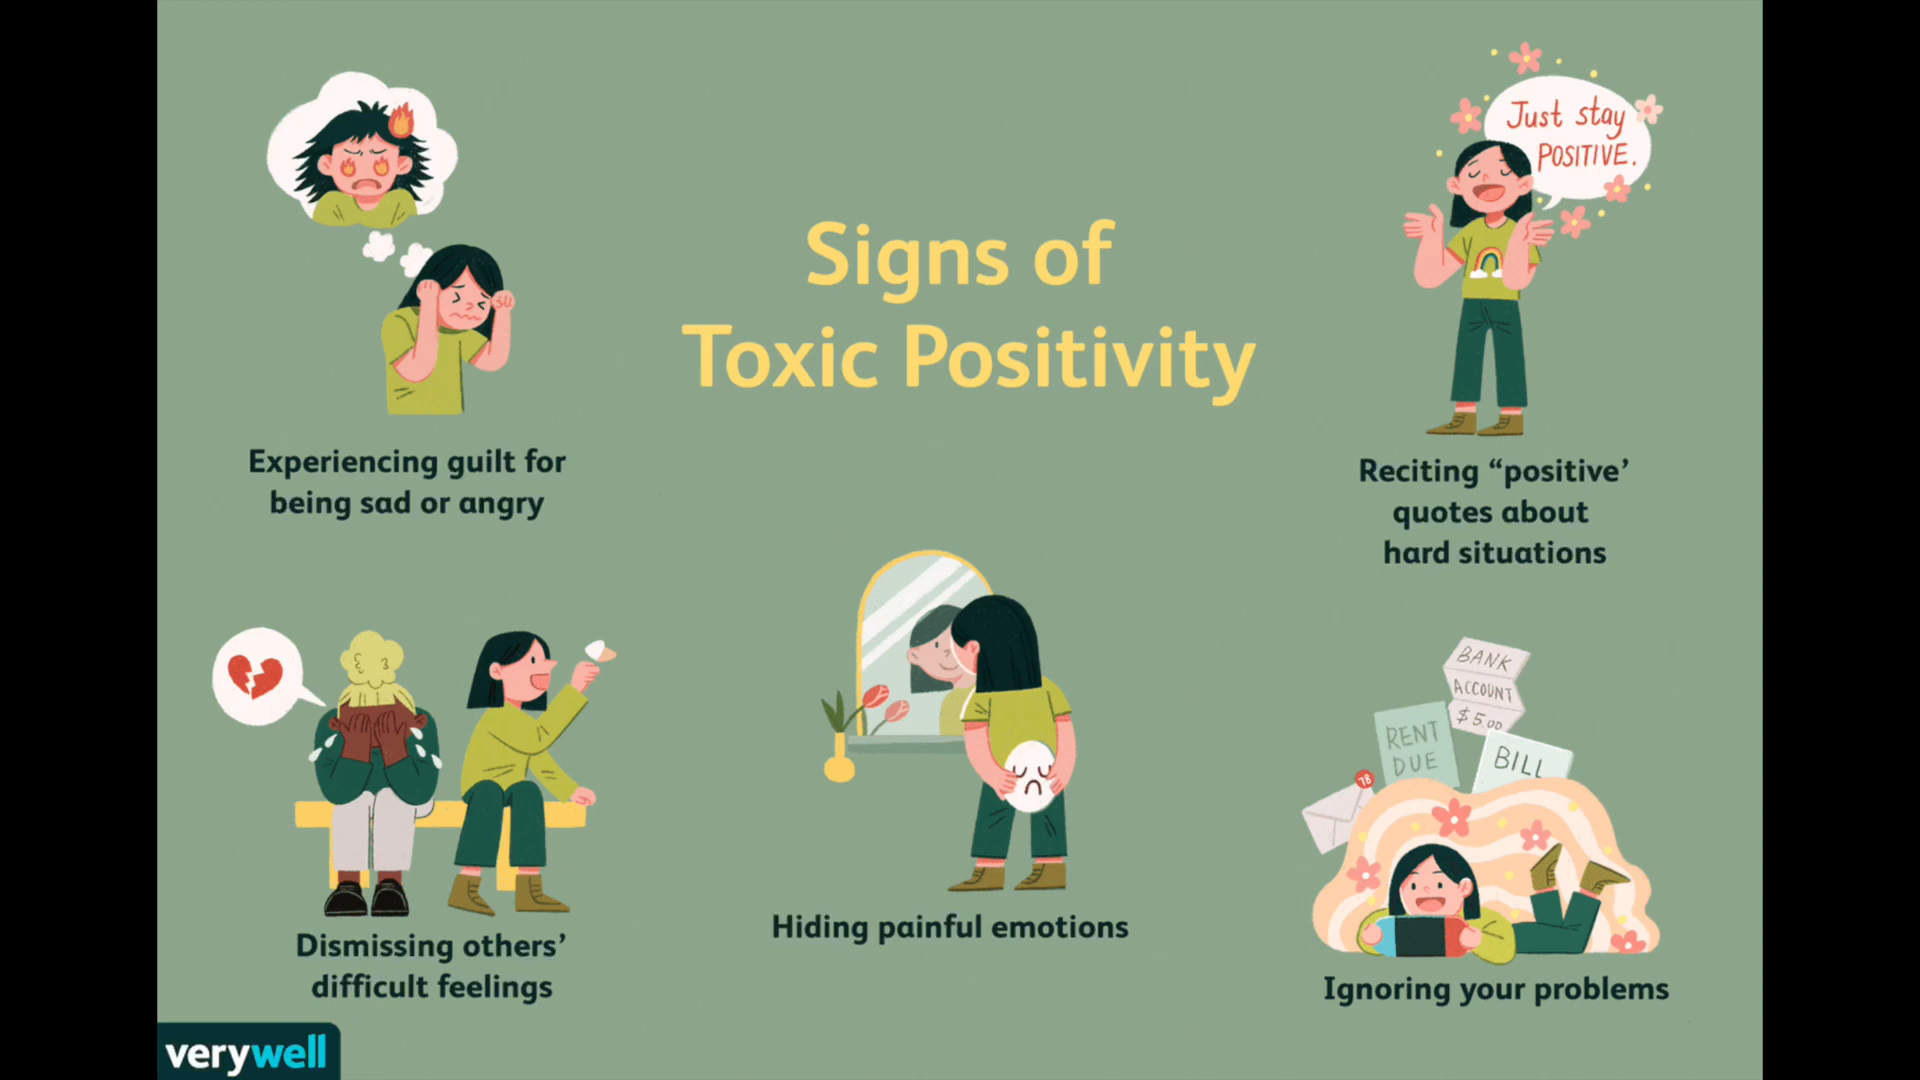 Signs of
Toxic Positivity
Experiencing guilt for
being sad or angry
Just stay
POSITIVE.
Reciting “positive’
quotes about
hard situations
Dismissing others’
difficult feelings
Hiding painful emotions
BANK
ACCOUNT
$5.00
RENT
DUE
BILL
78
Ignoring your problems
verywell